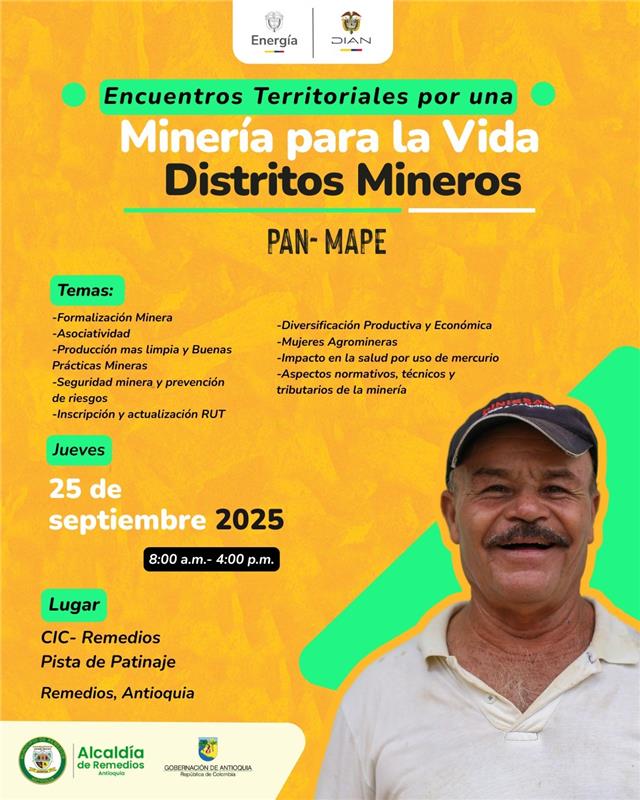 Energía
DIAN
Encuentros Territoriales por una
Minería para la Vida
Distritos Mineros
PAN- MAPE
Temas:
-Formalización Minera
-Asociatividad
-Producción mas limpia y Buenas
Prácticas Mineras
-Seguridad minera y prevención
de riesgos
-Inscripción y actualización RUT
-Diversificación Productiva y Económica
-Mujeres Agromineras
-Impacto en la salud por uso de mercurio
-Aspectos normativos, técnicos y
tributarios de la minería
Jueves
25 de
septiembre 2025
8:00 a.m.- 4:00 p.m.
Lugar
CIC- Remedios
Pista de Patinaje
Remedios, Antioquia
Alcaldía
de Remedios
Antioquia
GOBERNACIÓN DE ANTIOQUIA
República de Colombia